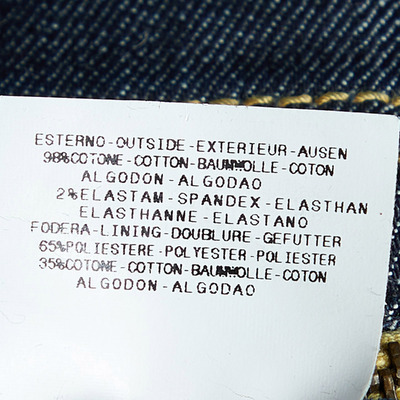 ESTERNO-OUTSIDE-EXTERIEUR-AUSEN
98%COTONE-COTTON-BAUMWOLLE-COTON
ALGODON-ALGODAO
2%ELASTAM-SPANDEX-ELASTHAN
ELASTHANNE-ELASTANO
FODERA-LINING-DOUBLURE-GEFUTTER
65%POLIESTERE-POLYESTER-POLIESTER
35%COTONE-COTTON-BAUMWOLLE-COTON
ALGODON-ALGODAO